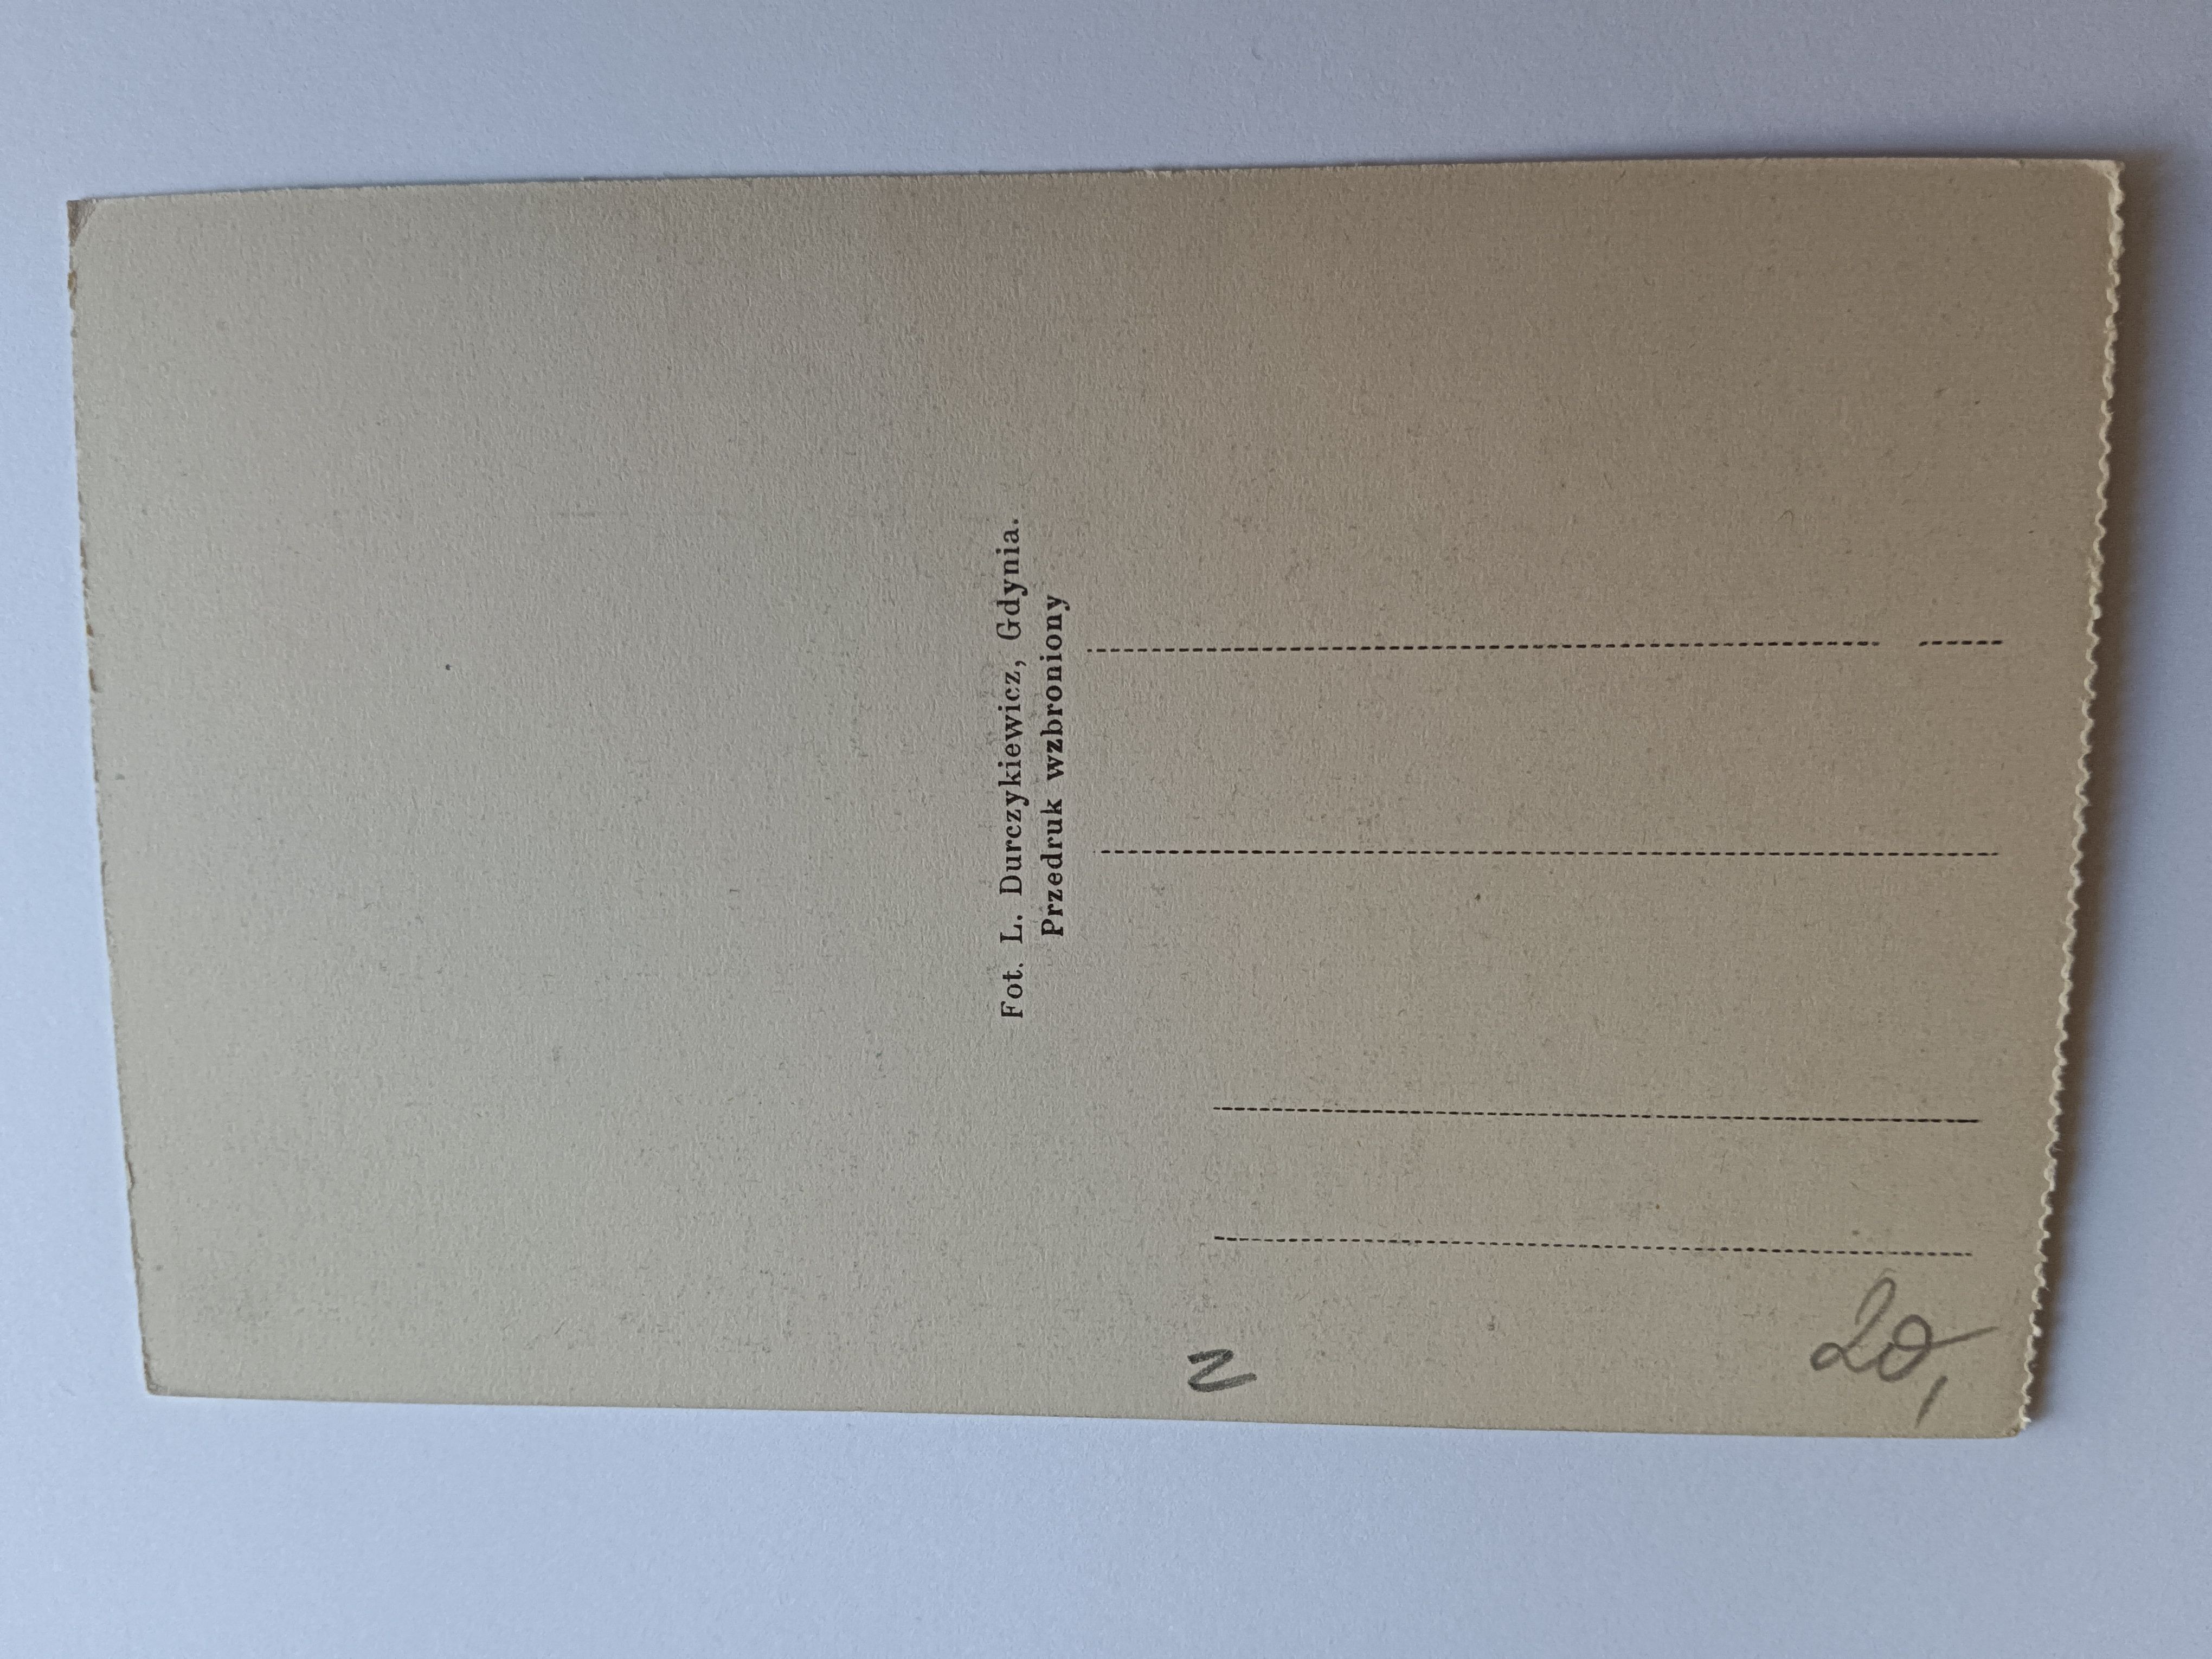 Fot. L. Durczykiewicz, Gdynia.
Przedruk wzbroniony
20,